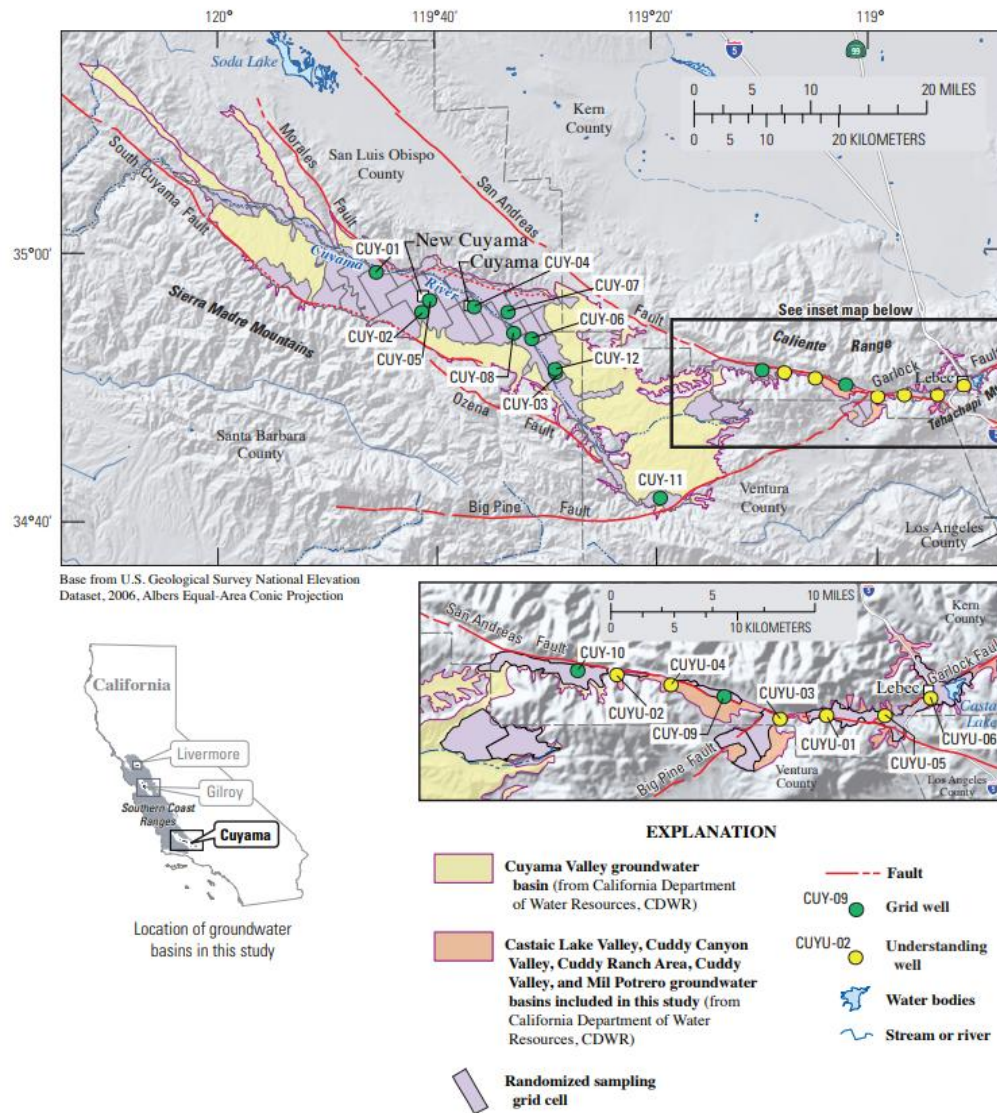 120°
119°40'
119°20'
119°
Soda Lake
5
99
0 5 10 20 MILES
0 5 10 20 KILOMETERS
Kern
County
Morales
Fault
San Luis Obispo
County
San Andreas
Fault
South Cuyama Fault
35°00'
CUY-01
New Cuyama
Cuyama
River
Cuyama
CUY-04
CUY-07
CUY-06
CUY-02
CUY-05
CUY-08
CUY-12
CUY-03
Sierra Madre Mountains
See inset map below
Caliente Range
Garlock Fault
Lebec
Tehachapi M
Ozena
Fault
Santa Barbara
County
CUY-11
Ventura
County
Big Pine Fault
34°40'
Los Angeles
County
5
Base from U.S. Geological Survey National Elevation
Dataset, 2006, Albers Equal-Area Conic Projection
0 5 10 MILES
0 5 10 KILOMETERS
5
Kern
County
San Andreas Fault
CUY-10
CUYU-04
Garlock Fault
CUYU-02
CUYU-03
Lebec
Castai
Lake
CUY-09
CUYU-01
CUYU-06
CUYU-05
Big Pine Fault
Ventura
County
Los Angeles
County
5
California
Livermore
Gilroy
Southern Coast
Ranges
Cuyama
Location of groundwater
basins in this study
EXPLANATION
Cuyama Valley groundwater
basin (from California Department
of Water Resources, CDWR)
Castaic Lake Valley, Cuddy Canyon
Valley, Cuddy Ranch Area, Cuddy
Valley, and Mil Potrero groundwater
basins included in this study (from
California Department of Water
Resources, CDWR)
Randomized sampling
grid cell
Fault
CUY-09
Grid well
CUYU-02
Understanding
well
Water bodies
Stream or river